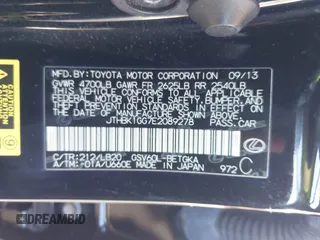 MFD. BY: TOYOTA MOTOR CORPORATION 09/13
GVWR 4700LB GAWR FR 2625LB RR 2540LB
THIS VEHICLE CONFORMS TO ALL APPLICABLE
FEDERAL MOTOR VEHICLE SAFETY, BUMPER, AND
THEFT PREVENTION STANDARDS IN EFFECT ON
THE DATE OF MANUFACTURE SHOWN ABOVE.
JTHBK1GG7E2089278 PASS.CAR
C/TR:212/LB20 GSV60L-BETGKA
A/TM:-01A/U660E MADE IN JAPAN 972 C
LEXUS
DREAMBID